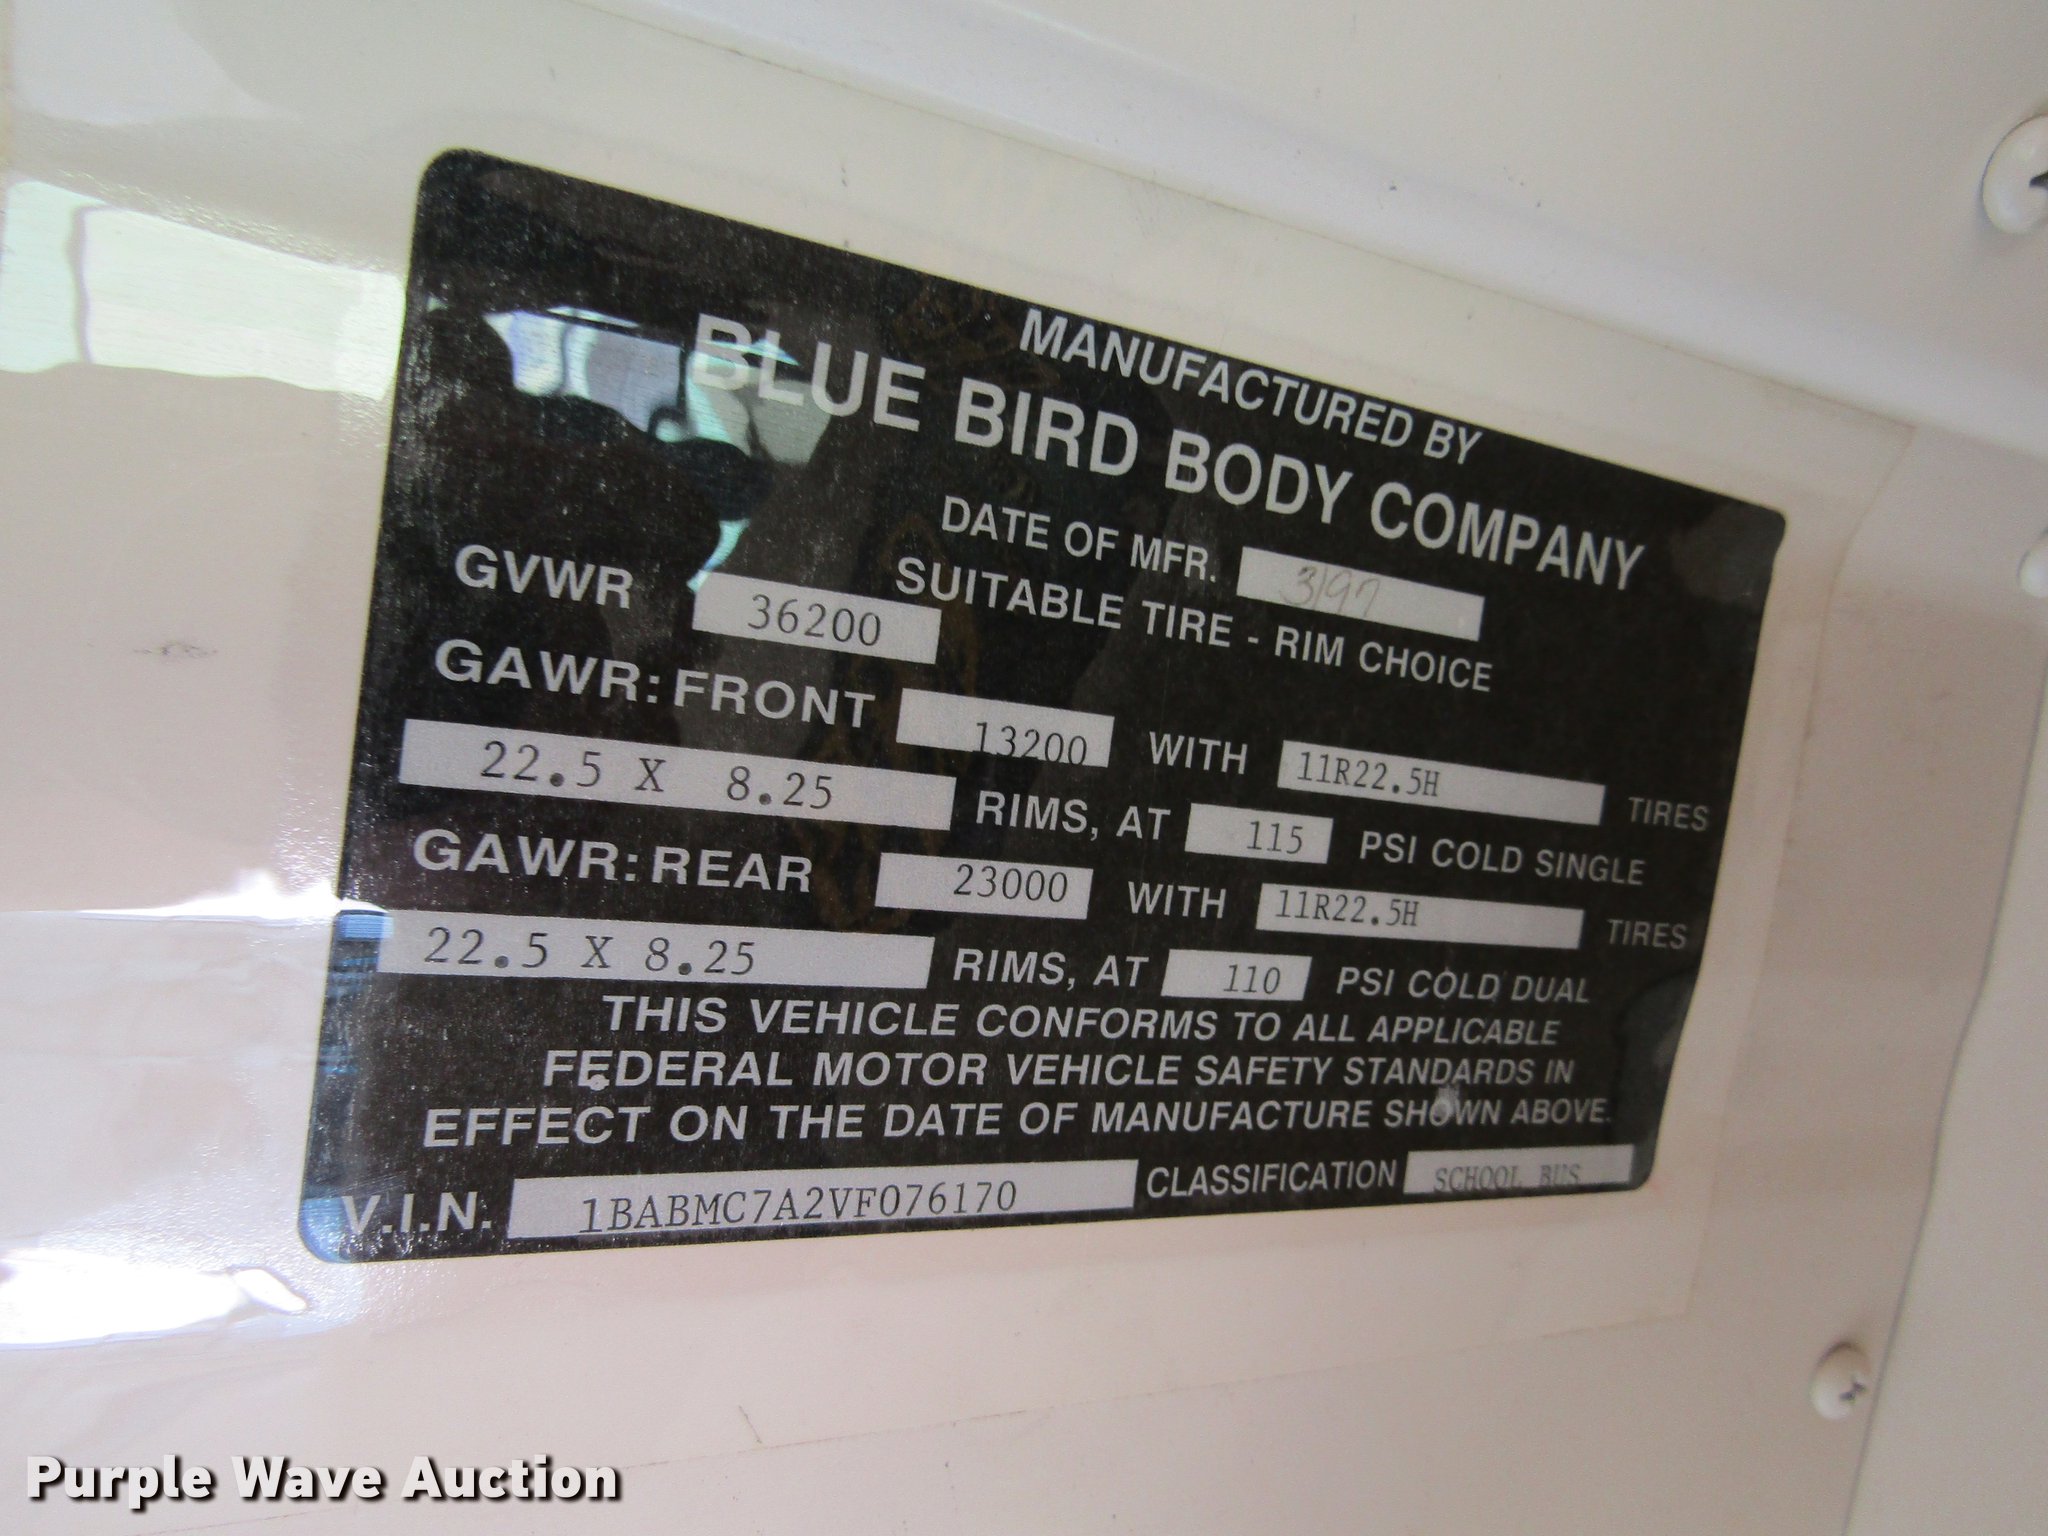 MANUFACTURED BY
BLUE BIRD BODY COMPANY
DATE OF MFR. 3/97
SUITABLE TIRE - RIM CHOICE
GVWR 36200
GAWR: FRONT 13200 WITH 11R22.5H TIRES
22.5 X 8.25 RIMS, AT 115 PSI COLD SINGLE
GAWR: REAR 23000 WITH 11R22.5H TIRES
22.5 X 8.25 RIMS, AT 110 PSI COLD DUAL
THIS VEHICLE CONFORMS TO ALL APPLICABLE
FEDERAL MOTOR VEHICLE SAFETY STANDARDS IN
EFFECT ON THE DATE OF MANUFACTURE SHOWN ABOVE.
V.I.N. 1BABMC7A2VF076170 CLASSIFICATION SCHOOL BUS
Purple Wave Auction